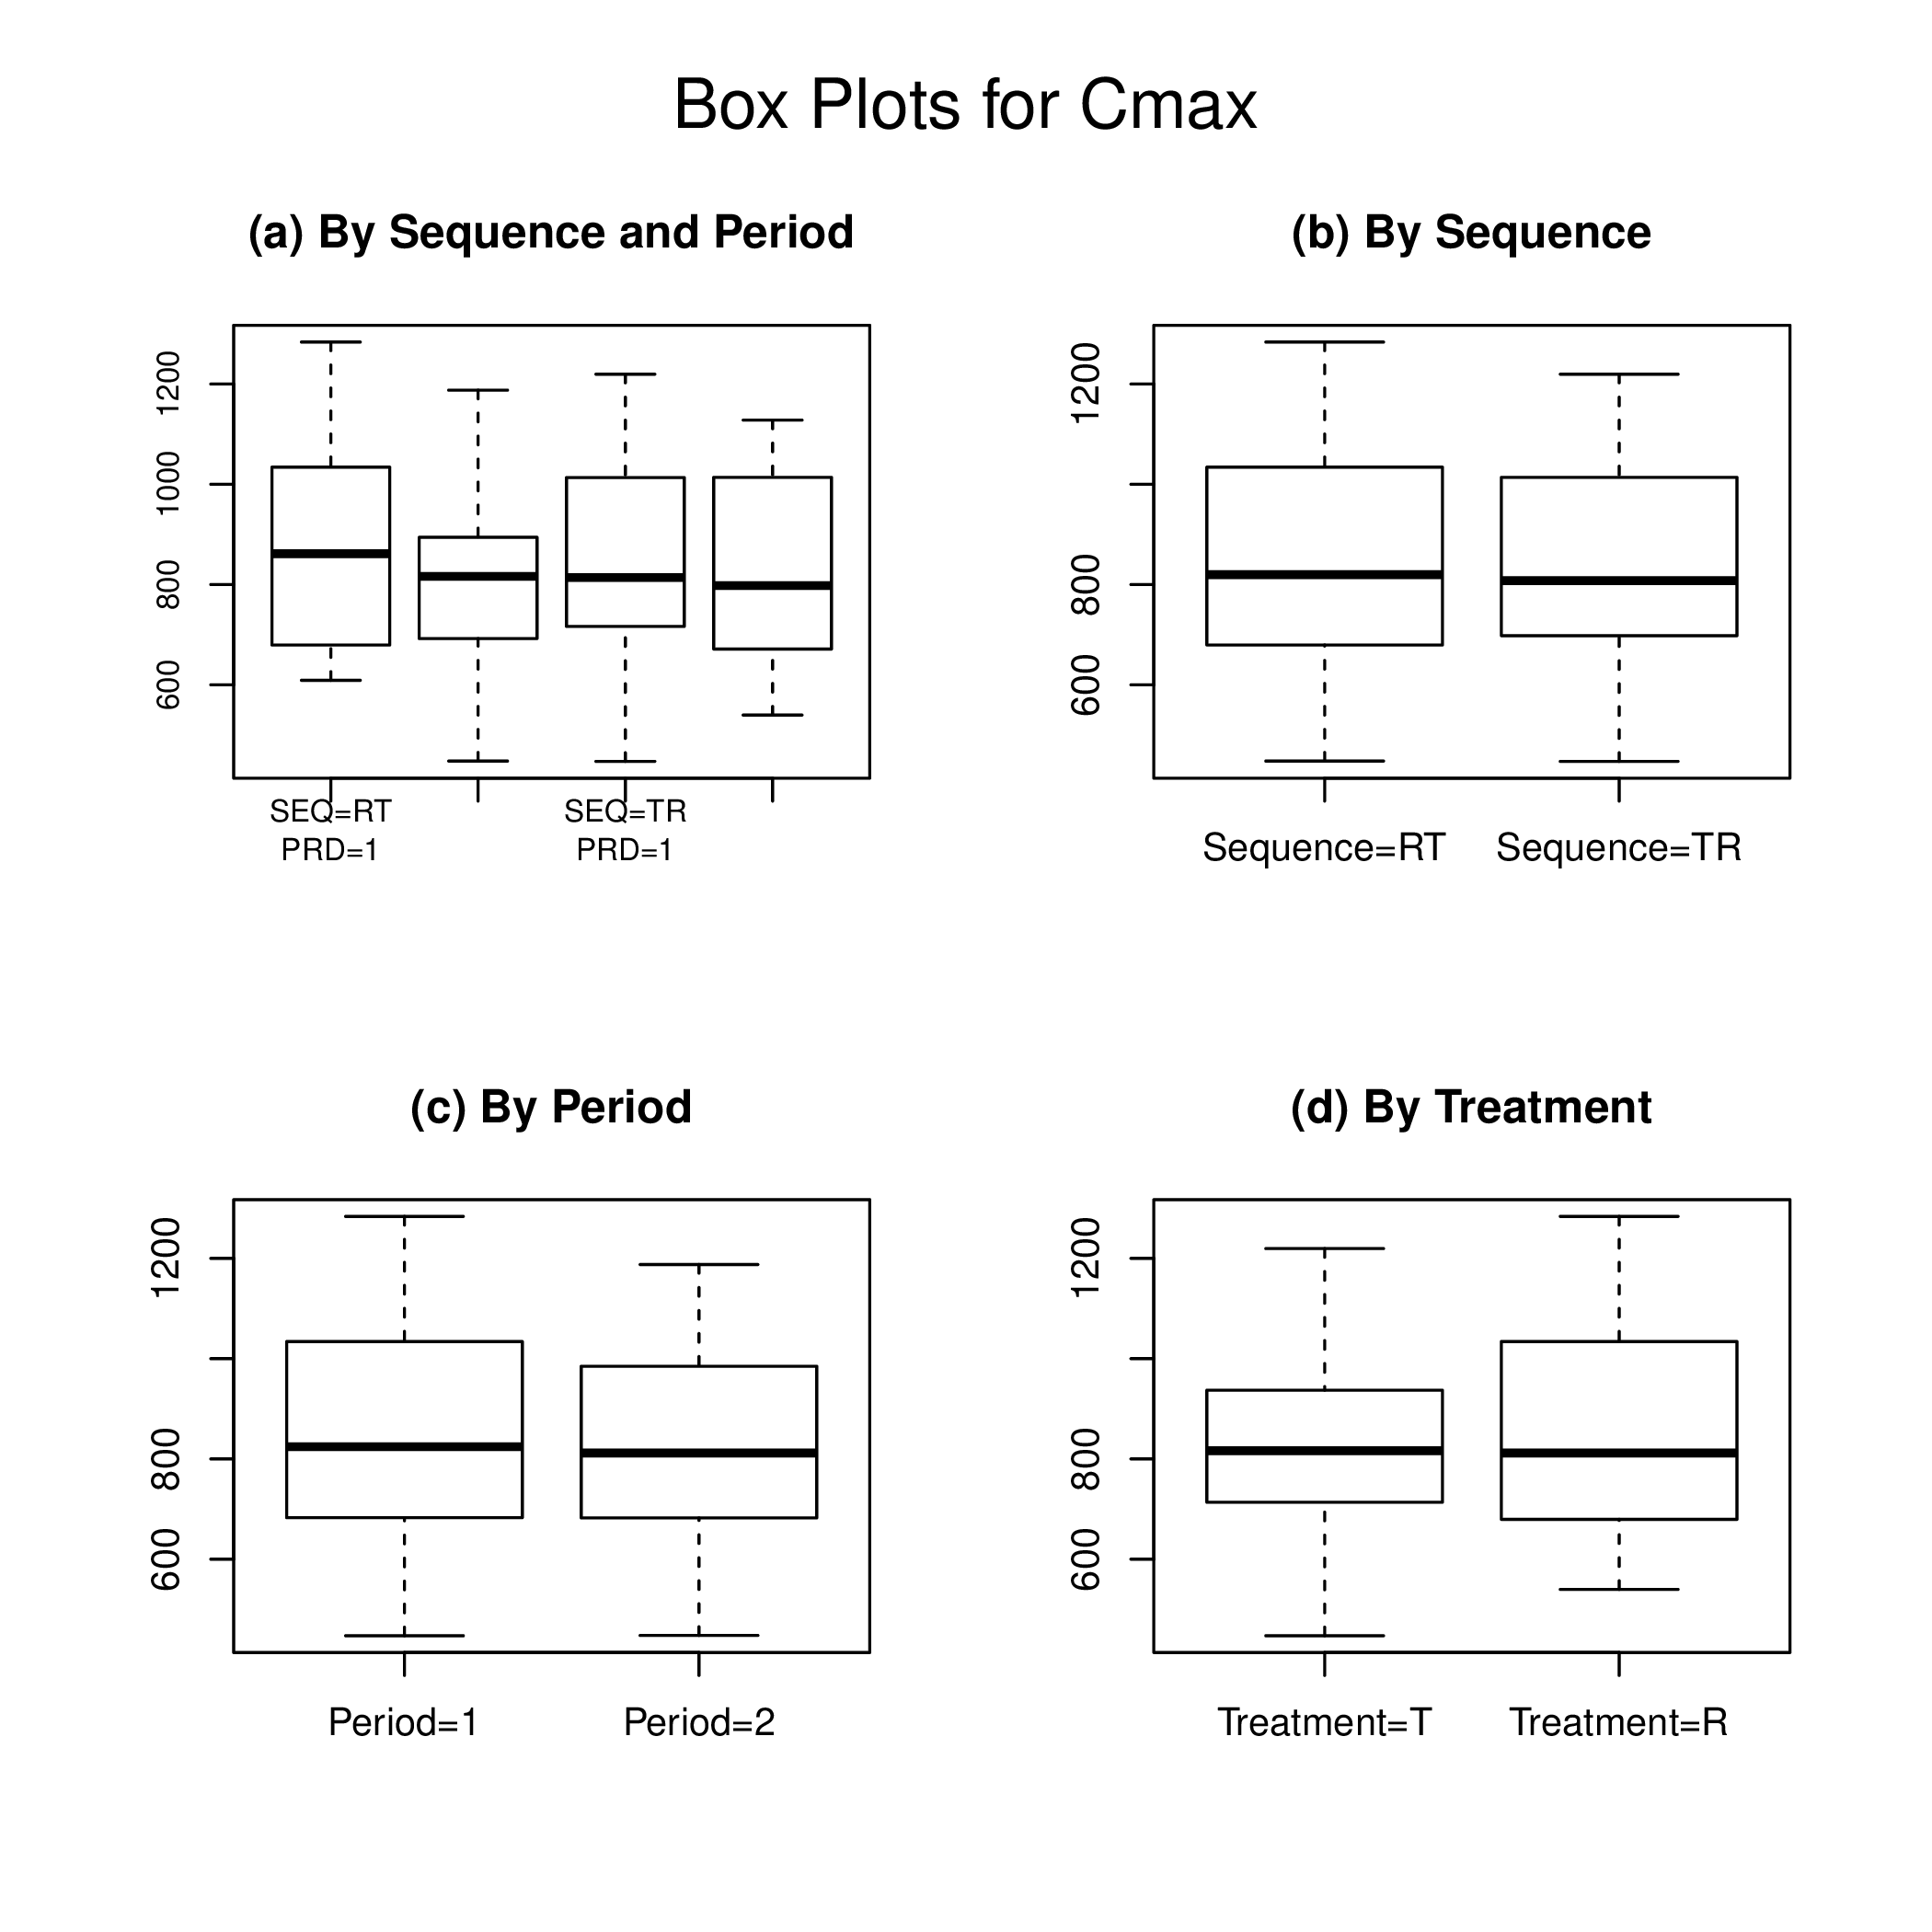 Box Plots for Cmax
(a) By Sequence and Period
1200
1000
800
600
SEQ=RT SEQ=TR
PRD=1 PRD=1
(b) By Sequence
1200
800
600
Sequence=RT Sequence=TR
(c) By Period
1200
800
600
Period=1 Period=2
(d) By Treatment
1200
800
600
Treatment=T Treatment=R